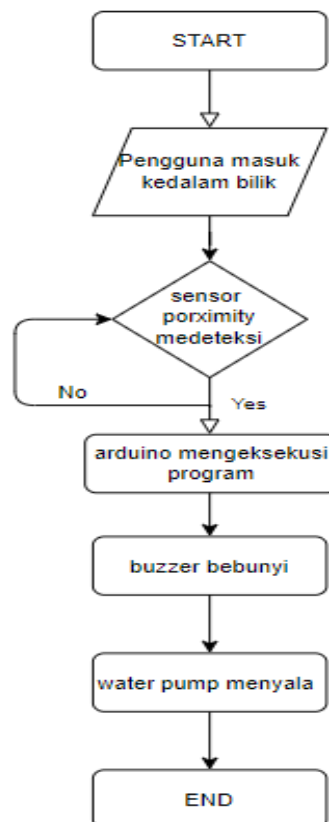 START
Pengguna masuk
kedalam bilik
sensor
porximity
medeteksi
No
Yes
arduino mengeksekusi
program
buzzer bebunyi
water pump menyala
END